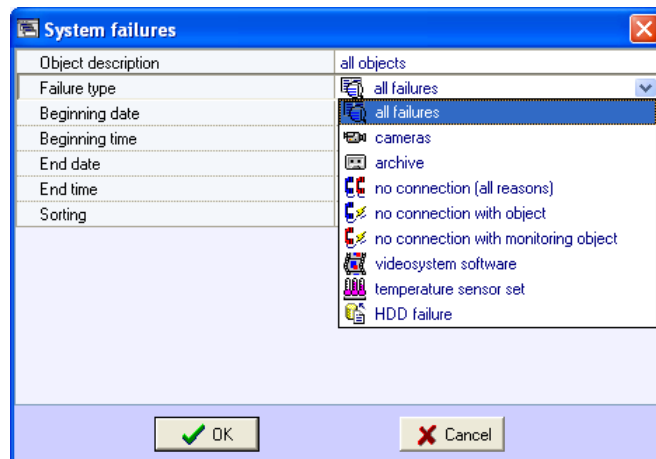 System failures
Object description all objects
Failure type all failures
Beginning date all failures
Beginning time cameras
End date archive
End time no connection (all reasons)
Sorting no connection with object
no connection with monitoring object
videosystem software
temperature sensor set
HDD failure
OK Cancel